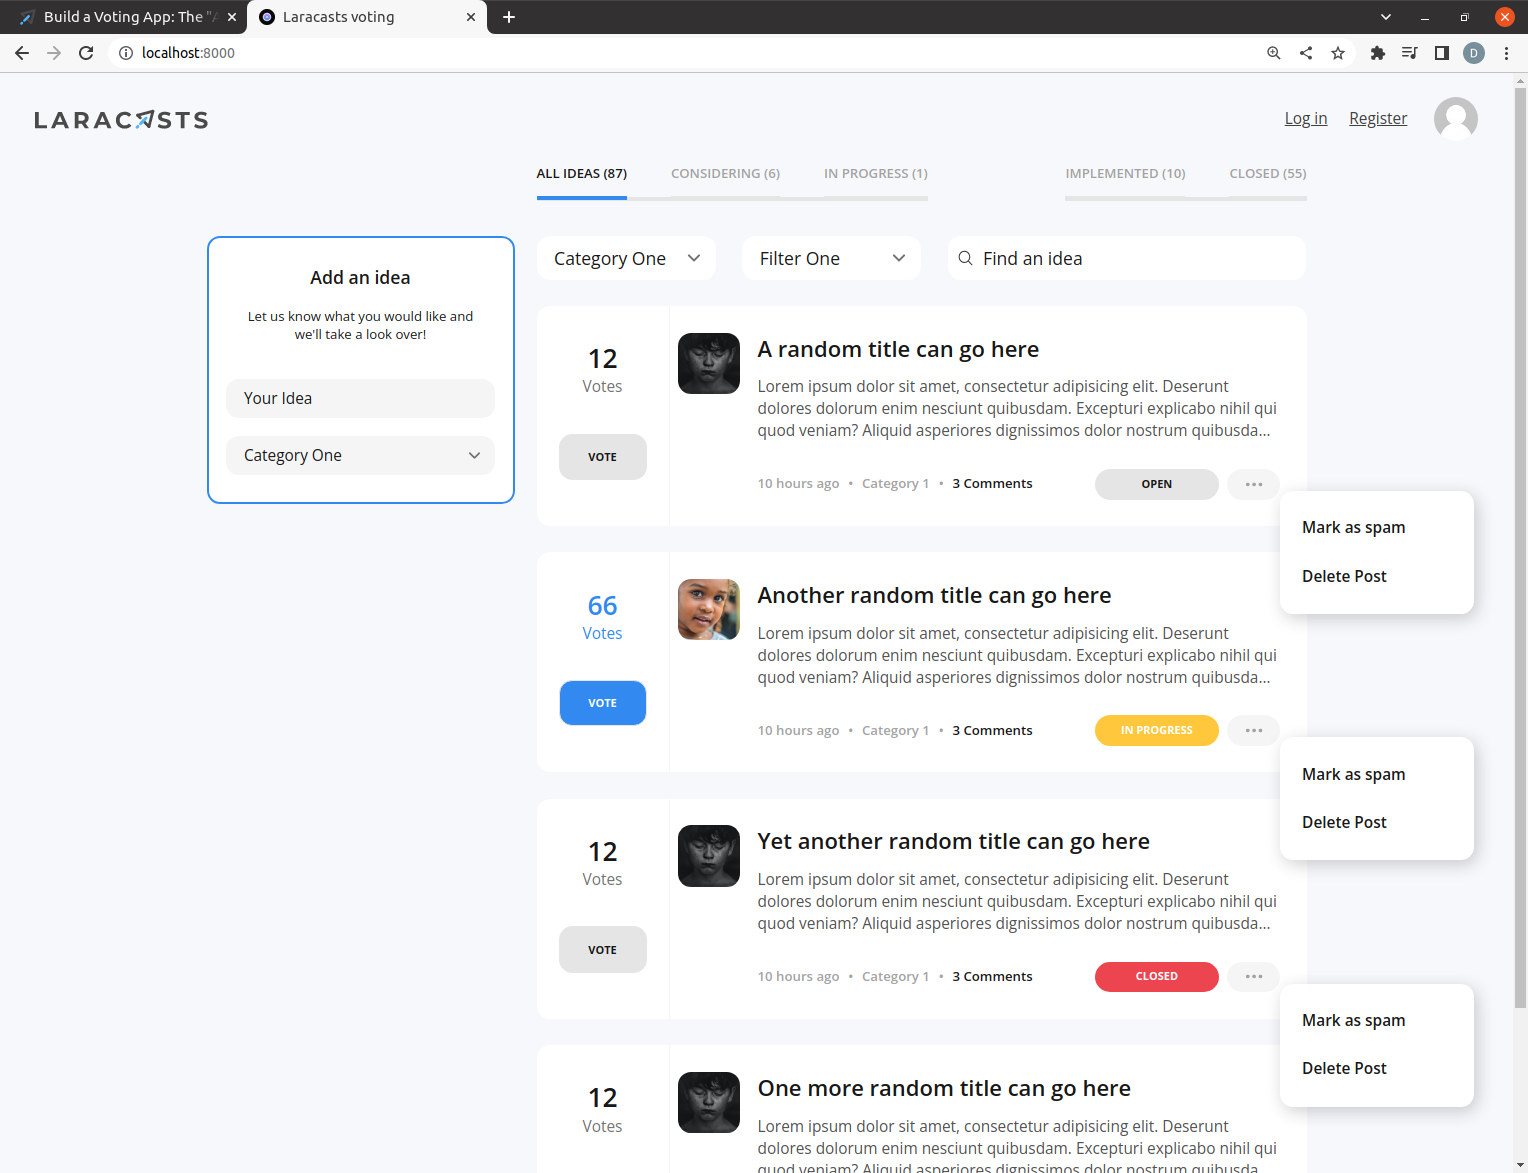 Build a Voting App: The "A
Laracasts voting
localhost:8000
D
LARACASTS
Log in
Register
ALL IDEAS (87)
CONSIDERING (6)
IN PROGRESS (1)
IMPLEMENTED (10)
CLOSED (55)
Add an idea
Let us know what you would like and
we'll take a look over!
Your Idea
Category One
Category One
Filter One
Find an idea
12
Votes
VOTE
A random title can go here
Lorem ipsum dolor sit amet, consectetur adipisicing elit. Deserunt
dolores dolorum enim nesciunt quibusdam. Excepturi explicabo nihil qui
quod veniam? Aliquid asperiores dignissimos dolor nostrum quibusda...
10 hours ago • Category 1 • 3 Comments
OPEN
Mark as spam
Delete Post
66
Votes
VOTE
Another random title can go here
Lorem ipsum dolor sit amet, consectetur adipisicing elit. Deserunt
dolores dolorum enim nesciunt quibusdam. Excepturi explicabo nihil qui
quod veniam? Aliquid asperiores dignissimos dolor nostrum quibusda...
10 hours ago • Category 1 • 3 Comments
IN PROGRESS
Mark as spam
Delete Post
12
Votes
VOTE
Yet another random title can go here
Lorem ipsum dolor sit amet, consectetur adipisicing elit. Deserunt
dolores dolorum enim nesciunt quibusdam. Excepturi explicabo nihil qui
quod veniam? Aliquid asperiores dignissimos dolor nostrum quibusda...
10 hours ago • Category 1 • 3 Comments
CLOSED
Mark as spam
Delete Post
12
Votes
One more random title can go here
Lorem ipsum dolor sit amet, consectetur adipisicing elit. Deserunt
dolores dolorum enim nesciunt quibusdam. Excepturi explicabo nihil qui
quod veniam? Aliquid asperiores dignissimos dolor nostrum quibusda...